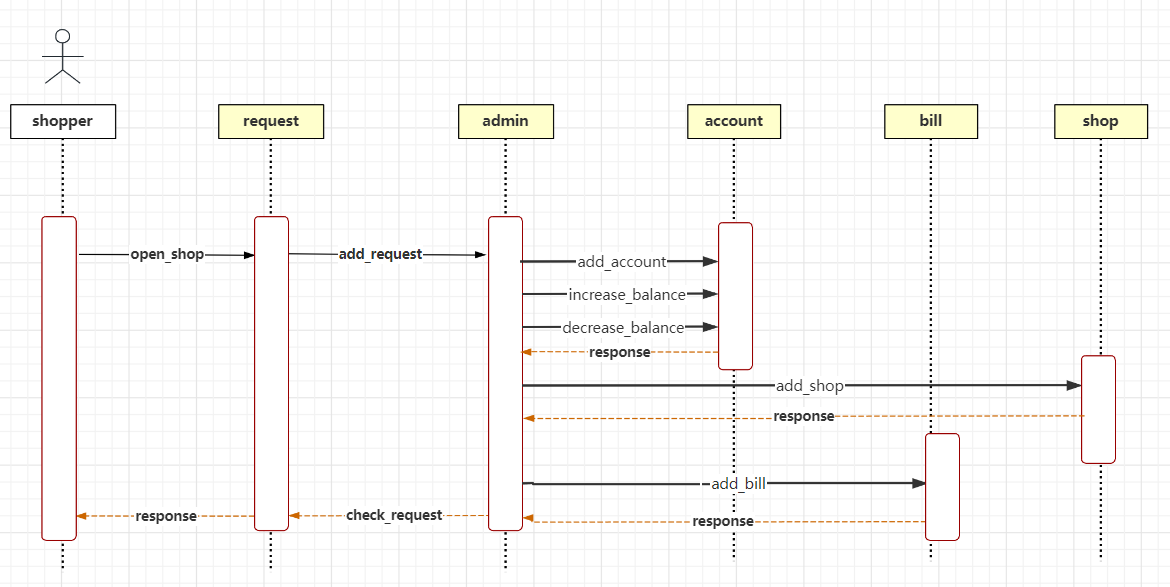 shopper
request
admin
account
bill
shop
open_shop
add_request
add_account
increase_balance
decrease_balance
response
add_shop
response
add_bill
response
check_request
response